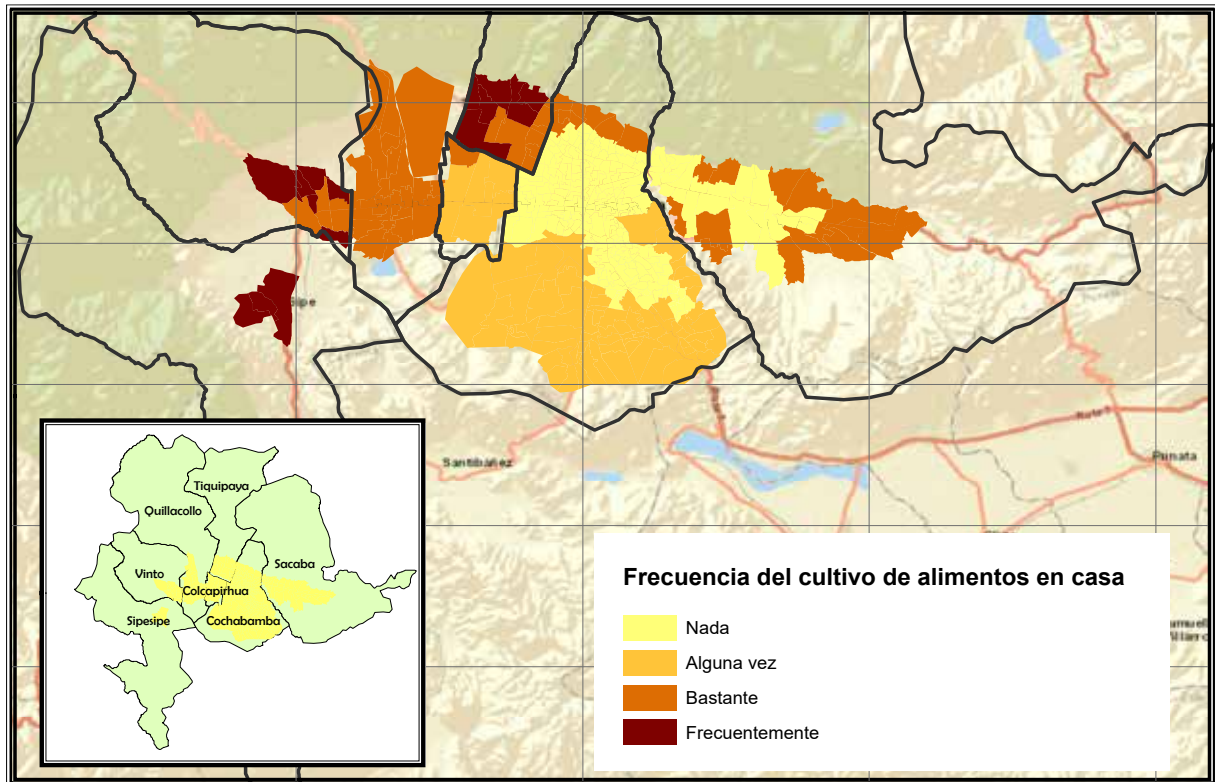 Santibáñez
Punata
Tiquipaya
Quillacollo
Sacaba
Vinto
Colcapirhua
Sipesipe
Cochabamba
Frecuencia del cultivo de alimentos en casa
Nada
Alguna vez
Bastante
Frecuentemente